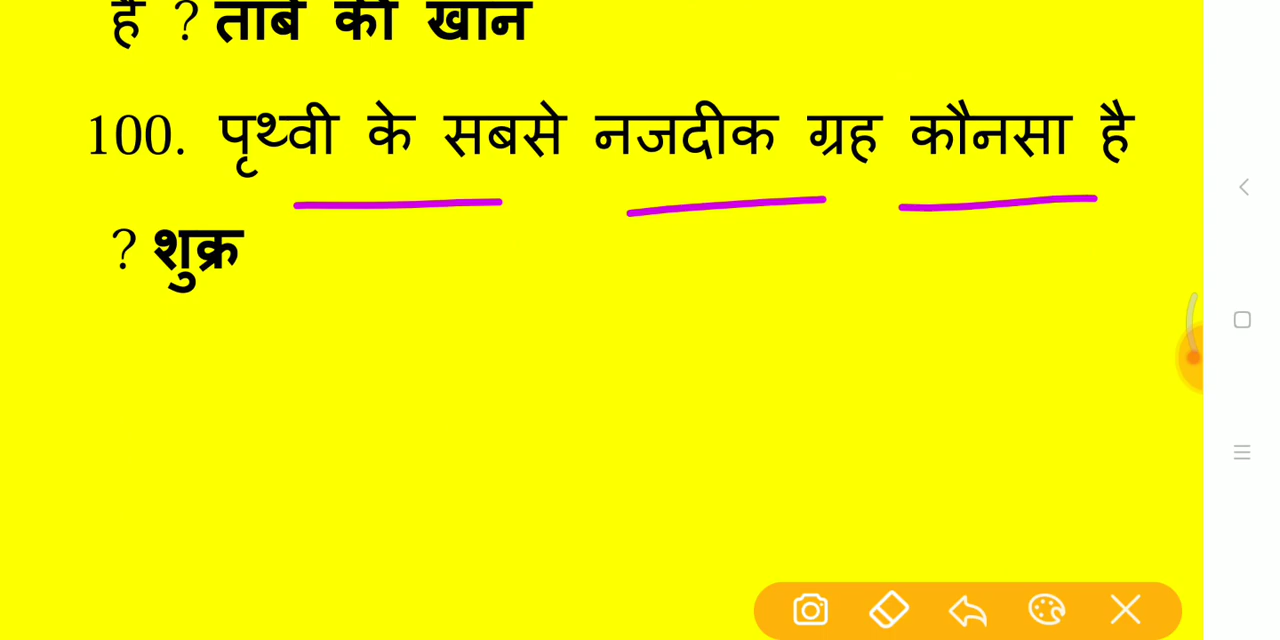 है ? तांबे की खान
100. पृथ्वी के सबसे नजदीक ग्रह कौनसा है
? शुक्र